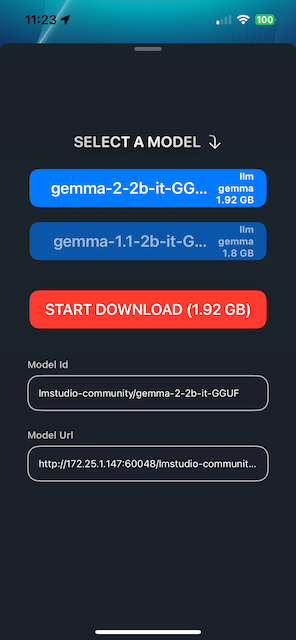 11:23
100
SELECT A MODEL
gemma-2-2b-it-GG...
llm
gemma
1.92 GB
gemma-1.1-2b-it-G...
llm
gemma
1.8 GB
START DOWNLOAD (1.92 GB)
Model Id
lmstudio-community/gemma-2-2b-it-GGUF
Model Url
http://172.25.1.147:60048/lmstudio-communit...